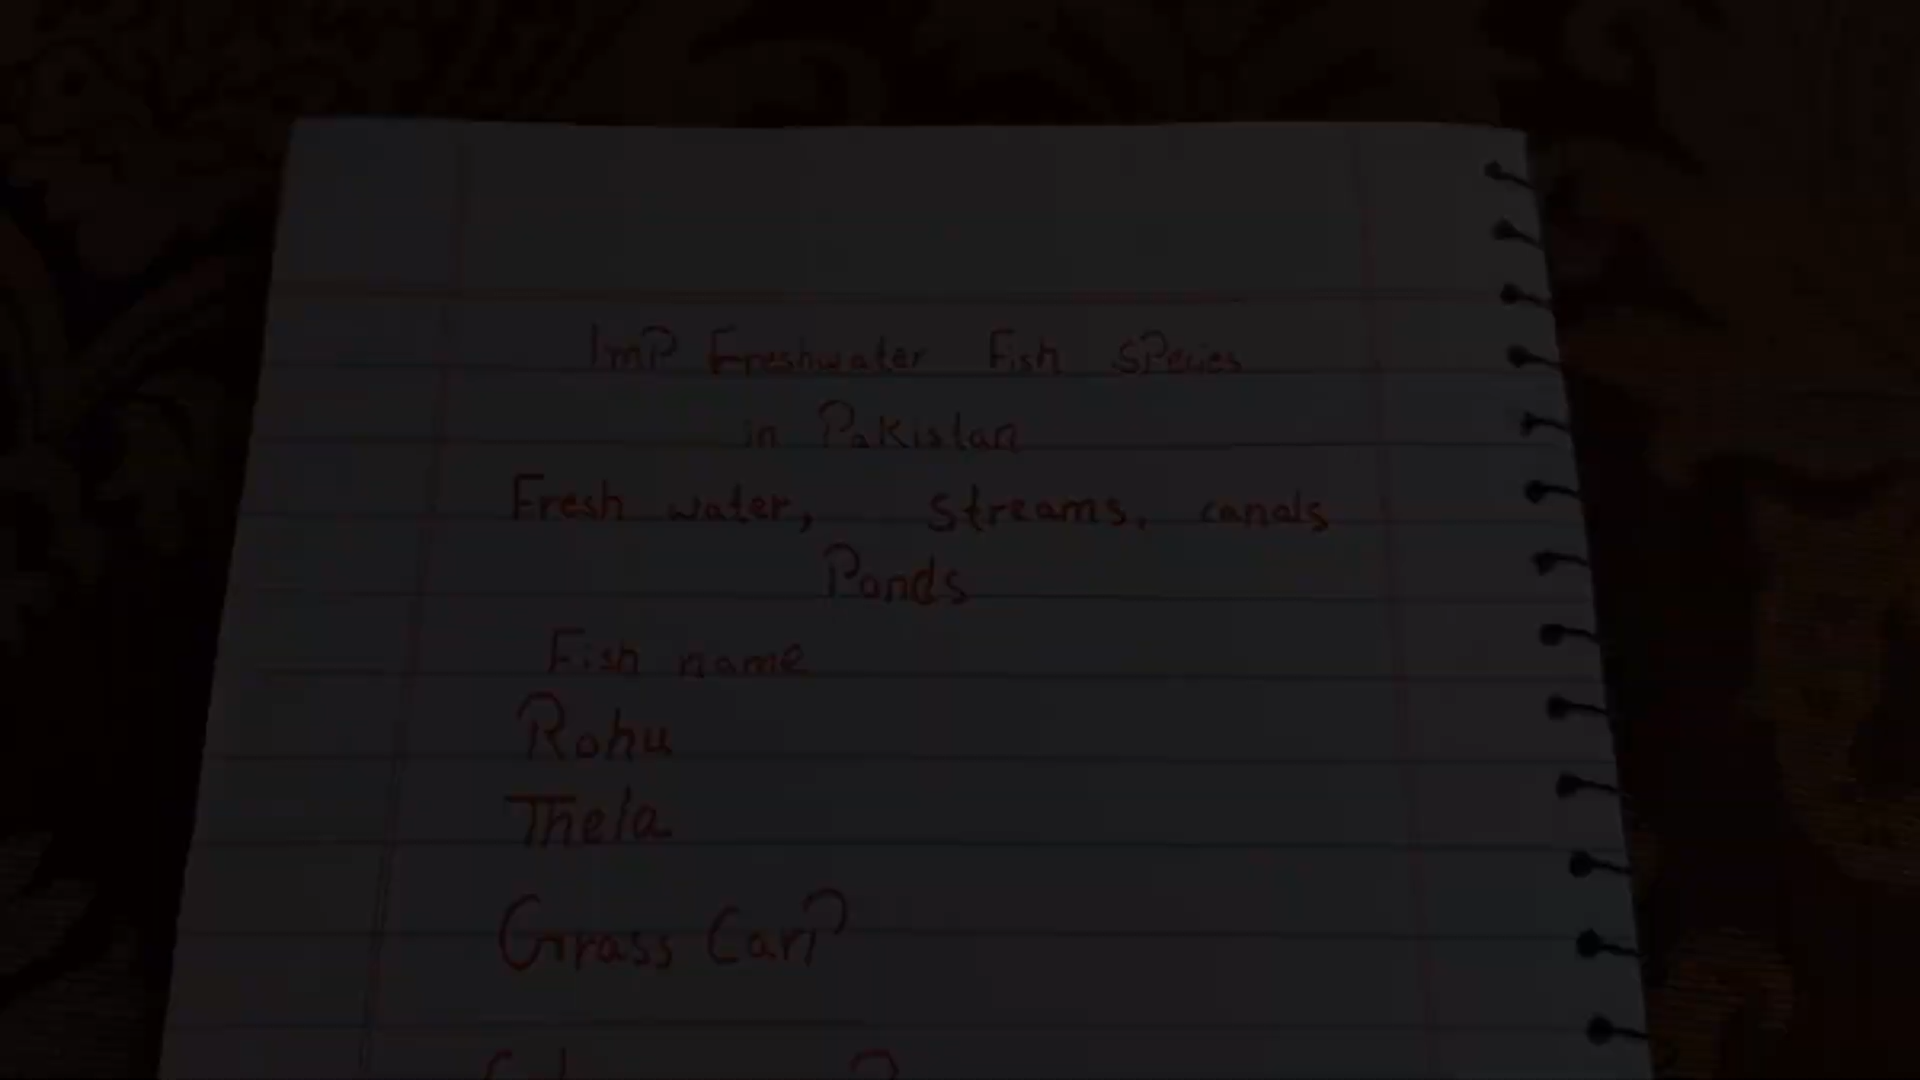 Imp Freshwater Fish Species
in Pakistan
Fresh water, streams, canals
Ponds
Fish name
Rohu
Thela
Grass Carp